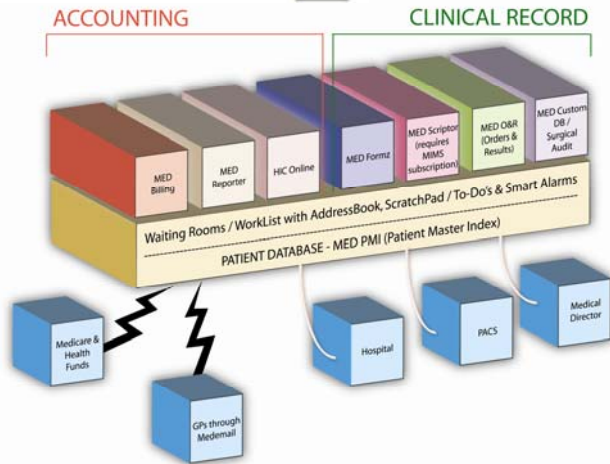 ACCOUNTING
CLINICAL RECORD
MED
Billing
MED
Reporter
HIC Online
MED Formz
MED Scriptor
(requires
MIMS
subscription)
MED O&R
(Orders &
Results)
MED Custom
DB /
Surgical
Audit
Waiting Rooms / WorkList with AddressBook, ScratchPad / To-Do's & Smart Alarms
PATIENT DATABASE - MED PMI (Patient Master Index)
Medicare &
Health
Funds
GPs through
Medemail
Hospital
PACS
Medical
Director